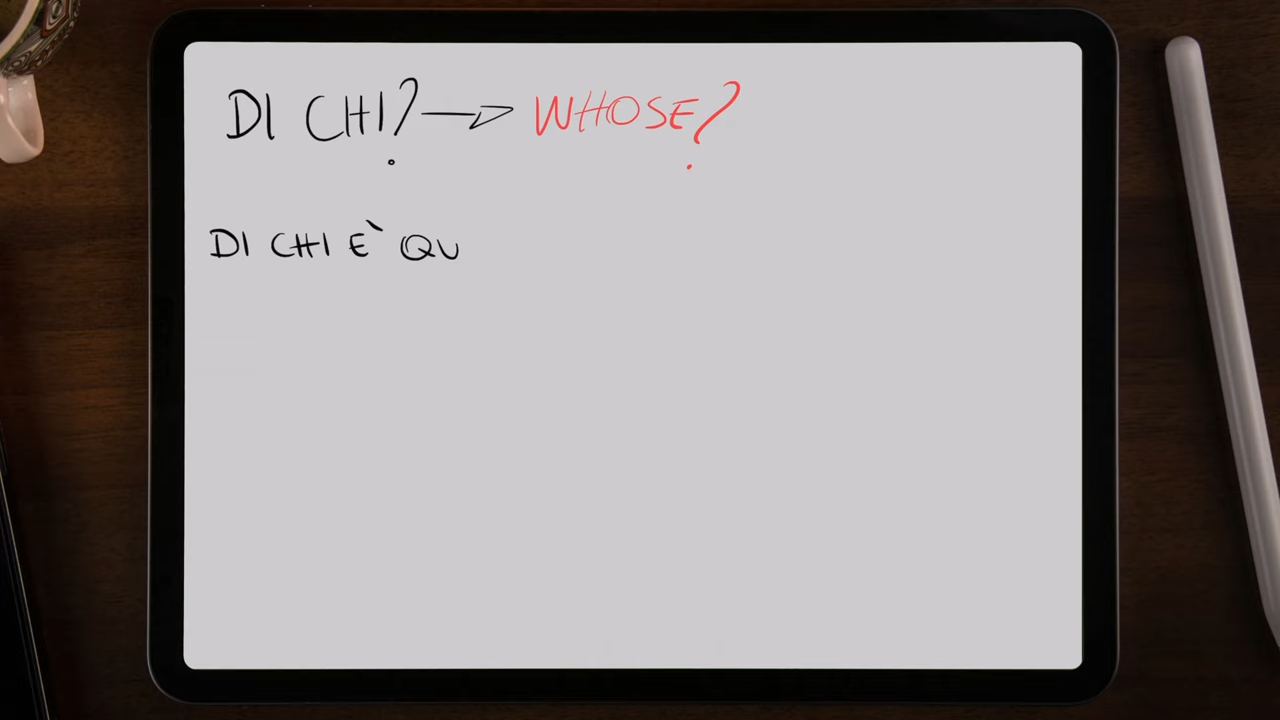 DI CHI? → WHOSE?
DI CHI E` QU